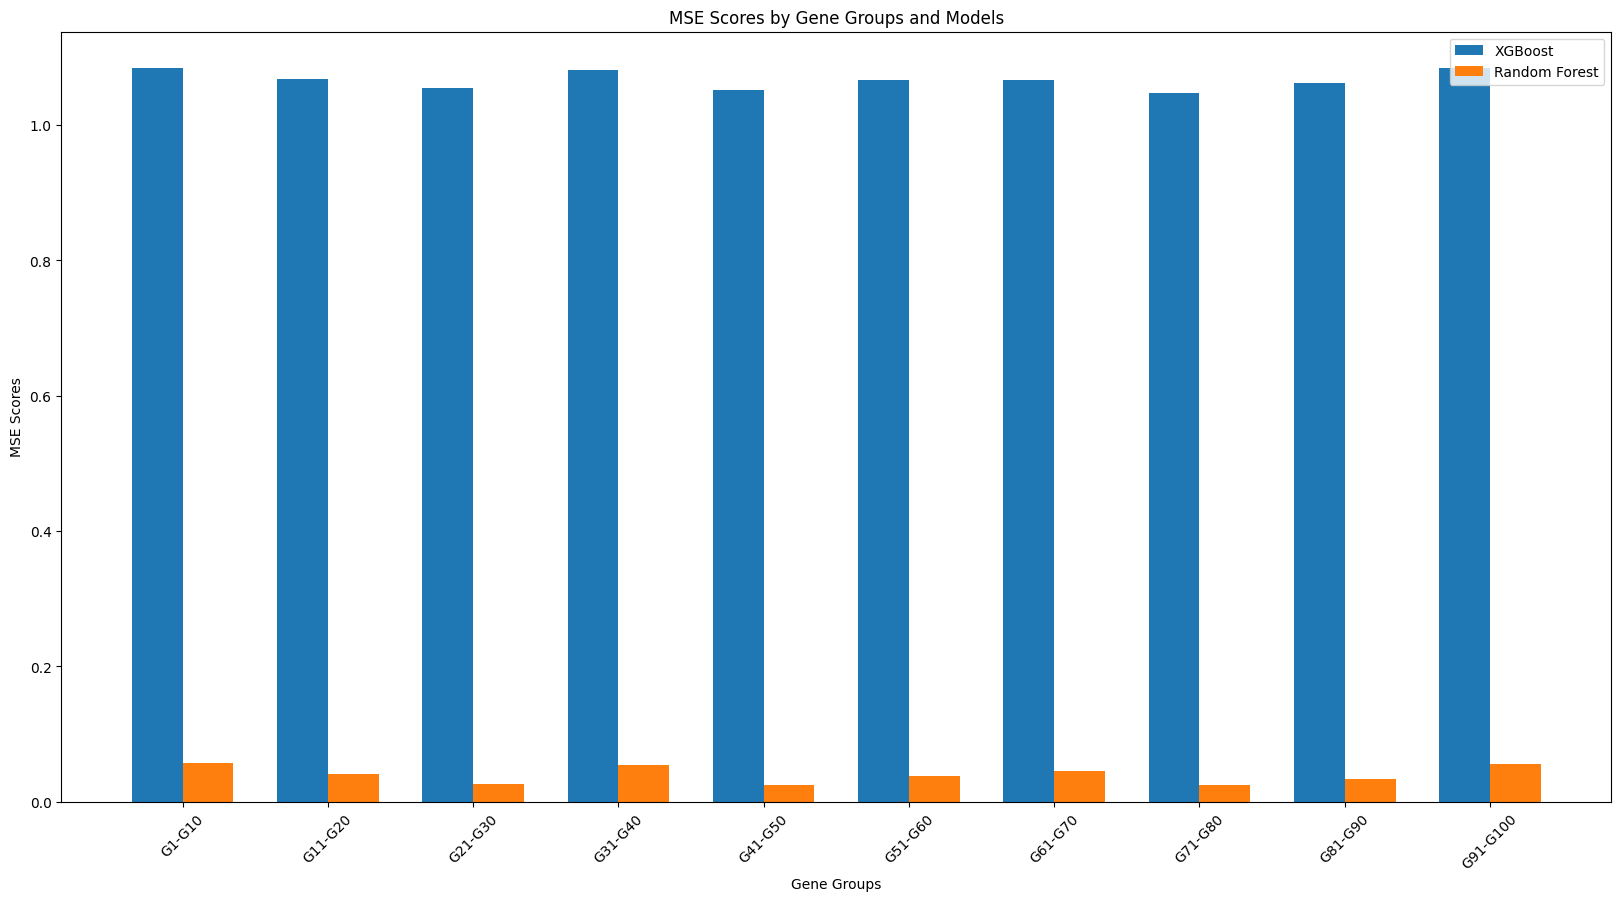 MSE Scores by Gene Groups and Models
XGBoost
Random Forest
MSE Scores
1.0
0.8
0.6
0.4
0.2
0.0
G1-G10
G11-G20
G21-G30
G31-G40
G41-G50
G51-G60
G61-G70
G71-G80
G81-G90
G91-G100
Gene Groups